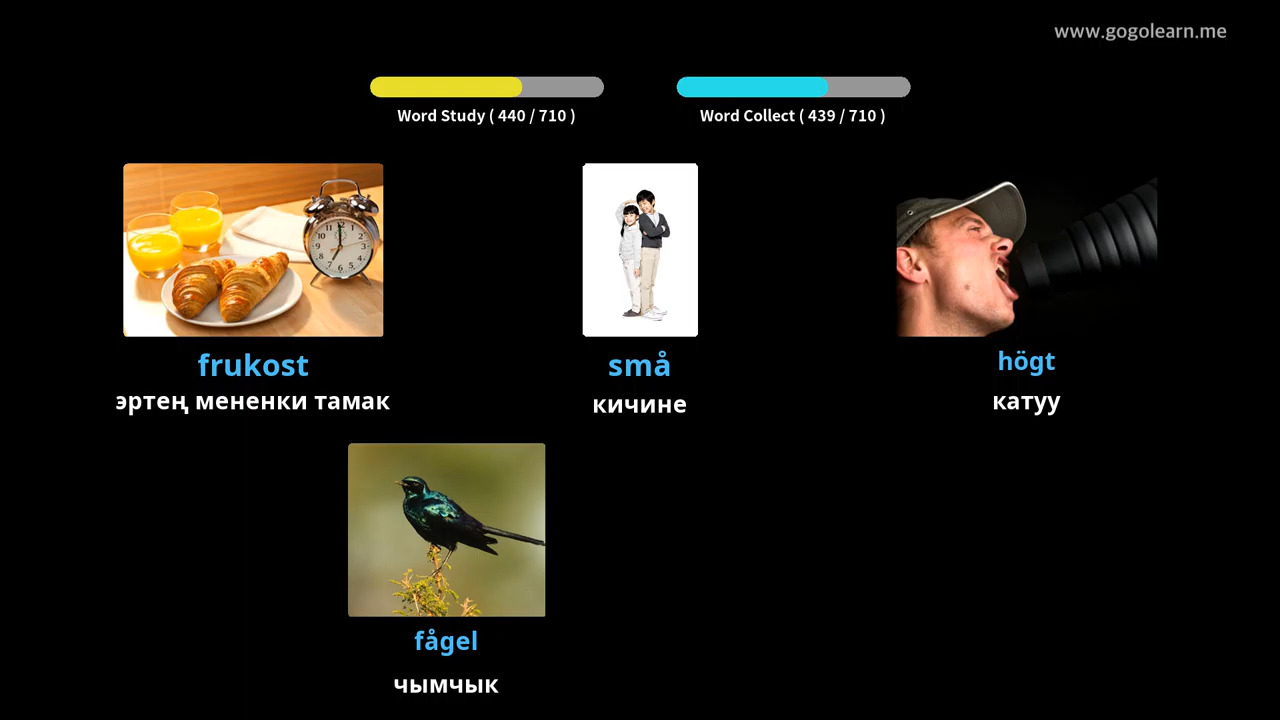 www.gogolearn.me
Word Study ( 440 / 710 )
Word Collect ( 439 / 710 )
frukost
эртең мененки тамак
små
кичине
högt
катуу
fågel
чымчык